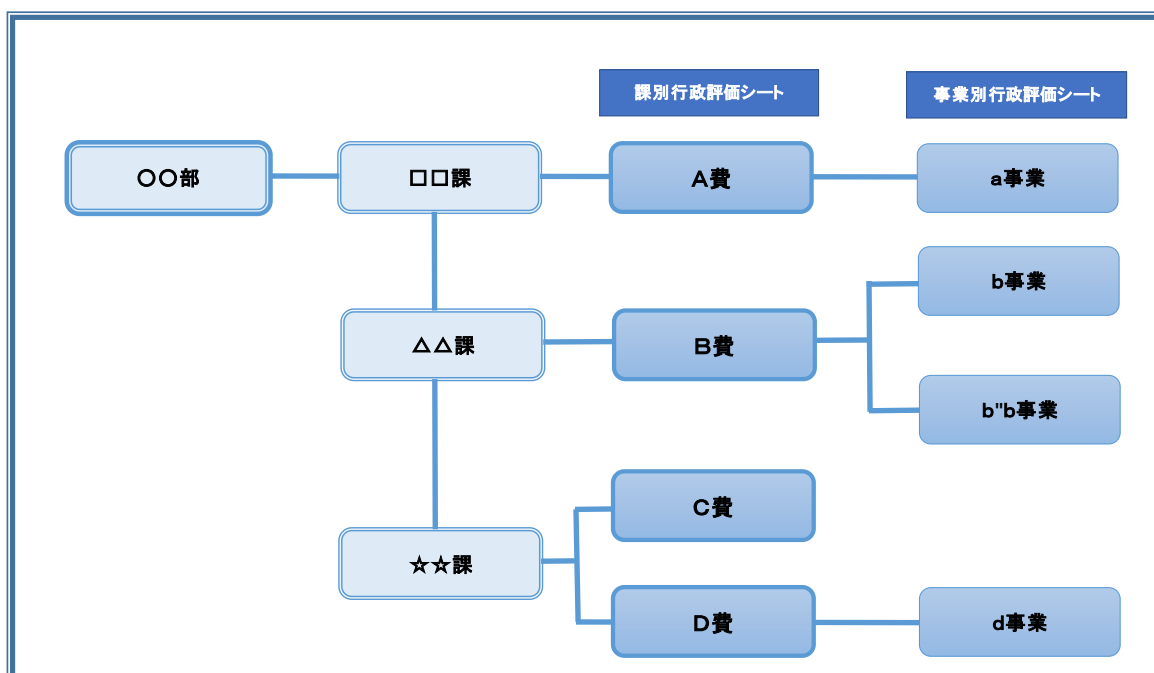 課別行政評価シート
事業別行政評価シート
〇〇部
□□課
A費
a事業
b事業
△△課
B費
b"b事業
C費
☆☆課
D費
d事業